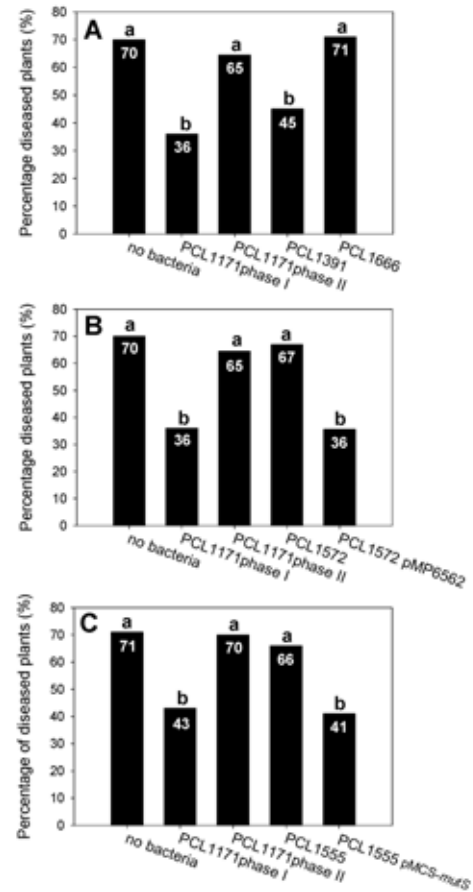 Percentage diseased plants (%)
80
70
60
50
40
30
20
10
0
A
a
70
b
36
a
65
b
45
a
71
no bacteria
PCL1171phase I
PCL1171phase II
PCL1391
PCL1666
Percentage diseased plants (%)
80
70
60
50
40
30
20
10
0
B
a
70
b
36
a
65
a
67
b
36
no bacteria
PCL1171phase I
PCL1171phase II
PCL1572
PCL1572 pMP6562
Percentage of diseased plants (%)
80
70
60
50
40
30
20
10
0
C
a
71
b
43
a
70
a
66
b
41
no bacteria
PCL1171phase I
PCL1171phase II
PCL1555
PCL1555 pMCS-mutS